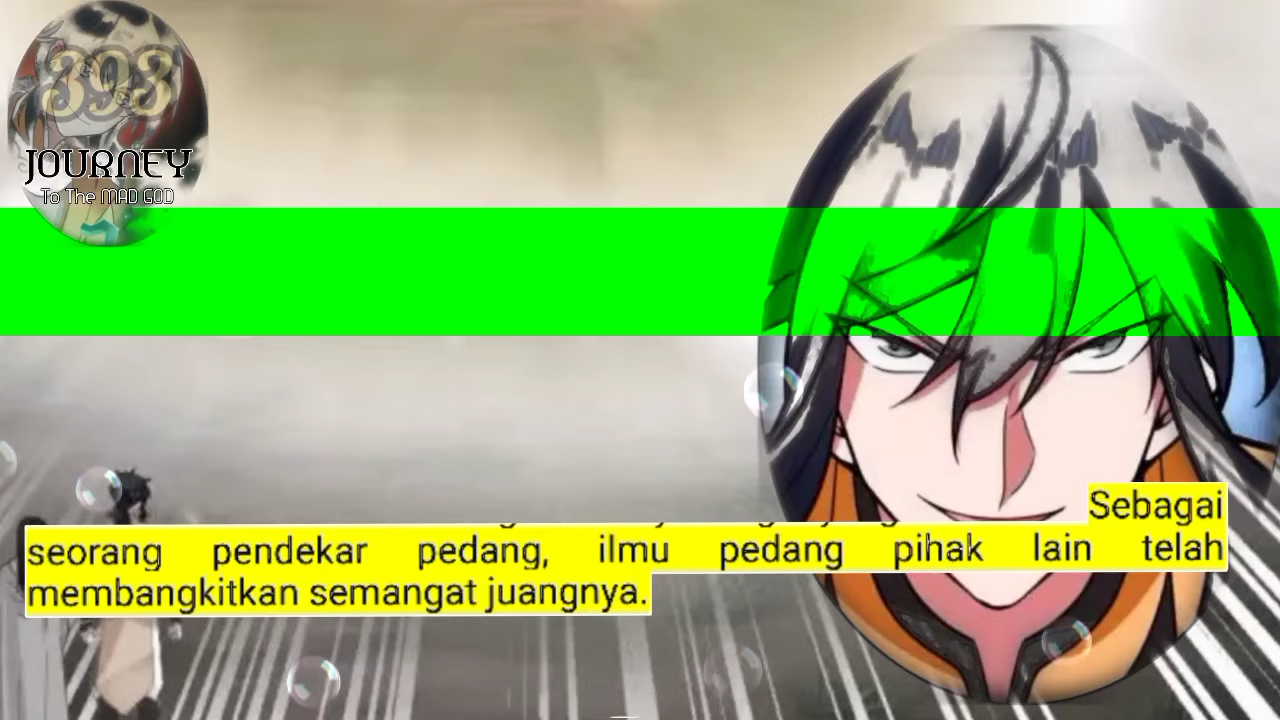 393
JOURNEY
To The MAD GOD
Sebagai
seorang pendekar pedang, ilmu pedang pihak lain telah
membangkitkan semangat juangnya.